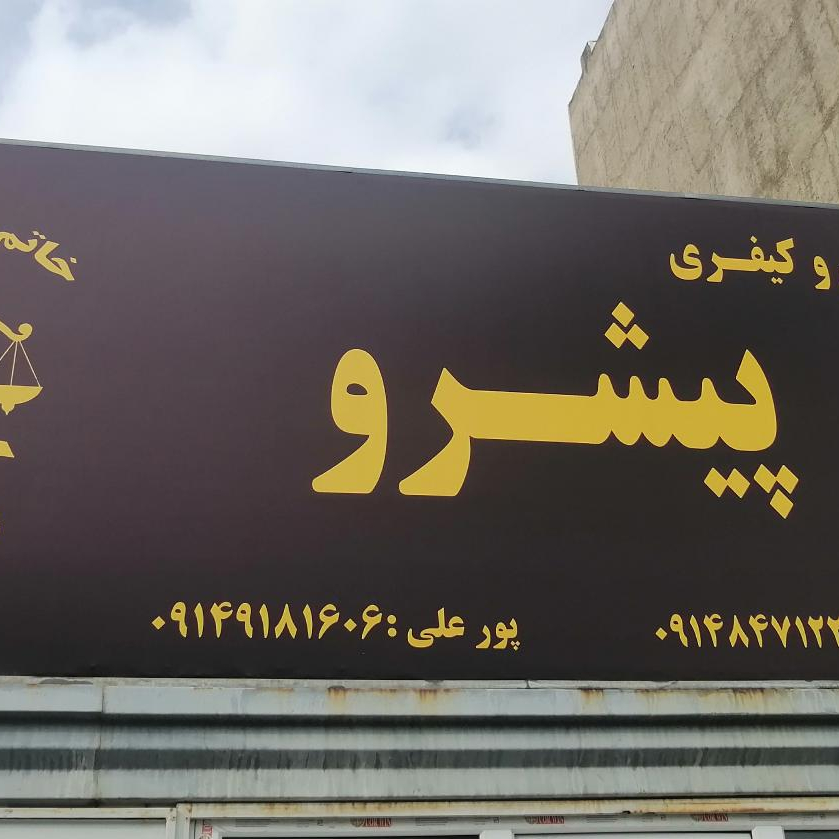 و کیفری
پیشرو
پور علی :۰۹۱۴۹۱۸۱۶۰۶